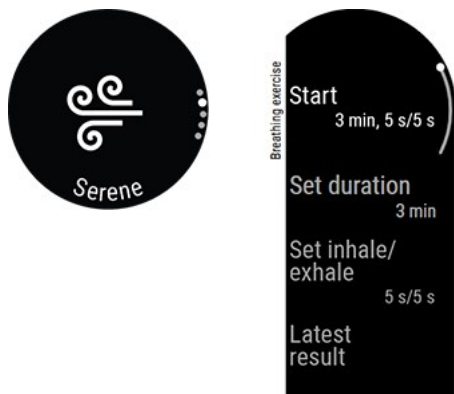 Serene
Breathing exercise
Start
3 min, 5 s/5 s
Set duration
3 min
Set inhale/
exhale
5 s/5 s
Latest
result